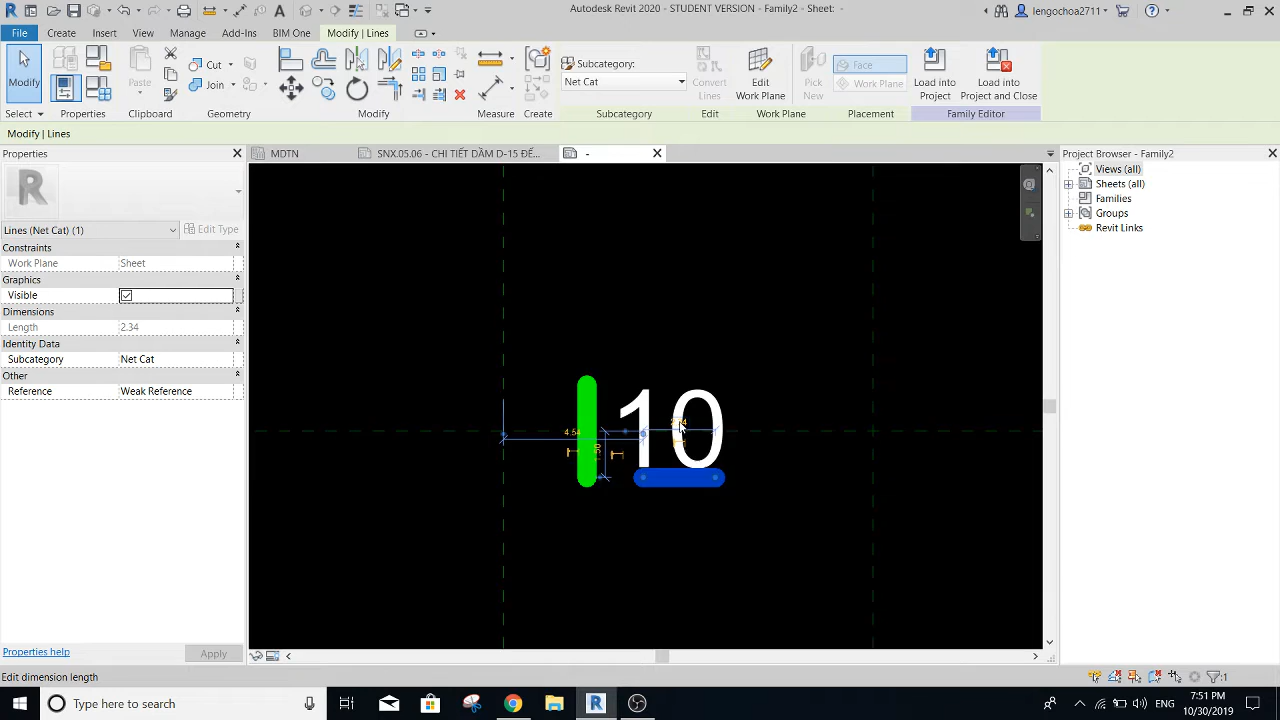 Autodesk Revit 2020 - STUDENT VERSION - Family2 - Sheet: -
lengochoa2711
File Create Insert View Manage Add-Ins BIM One Modify | Lines
Modify
Paste
Cut
Join
Subcategory:
Net Cat
Convert Lines
Work Plane
Pick New
Face
Work Plane
Load into Project
Load into Project and Close
Select Properties Clipboard Geometry Modify Measure Create Subcategory Edit Work Plane Placement Family Editor
Modify | Lines
Properties
MDTN
SNX.05.06 - CHI TIẾT DẦM D-15 ĐẾ...
-
Project Browser - Family2
Lines (Net Cat) (1)
Edit Type
Constraints
Work Plane Sheet
Graphics
Visible
Dimensions
Length 2.34
Identity Data
Subcategory Net Cat
Other
Reference Weak Reference
Views (all)
Sheets (all)
Families
Groups
Revit Links
10
4.54
Properties help
Apply
Edit dimension length
:1
Type here to search
ENG
7:51 PM
10/30/2019